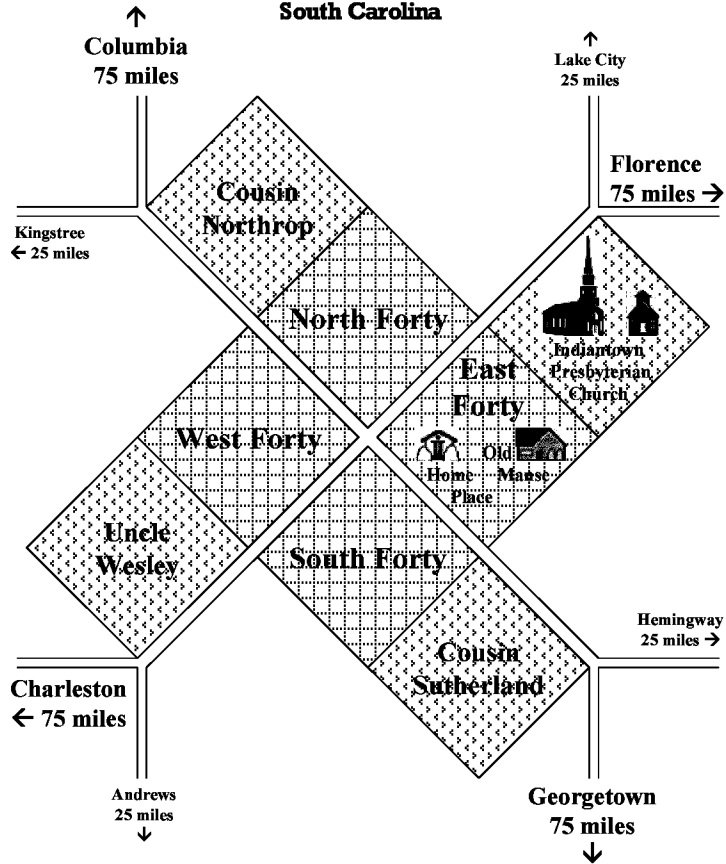 South Carolina
↑
Columbia
75 miles
↑
Lake City
25 miles
Florence
75 miles →
Kingstree
← 25 miles
Cousin
Northrop
North Forty
Indiantown
Presbyterian
Church
East
Forty
West Forty
Home
Place
Old
Manse
Uncle
Wesley
South Forty
Hemingway
25 miles →
Cousin
Sutherland
Charleston
← 75 miles
Andrews
25 miles
↓
Georgetown
75 miles
↓